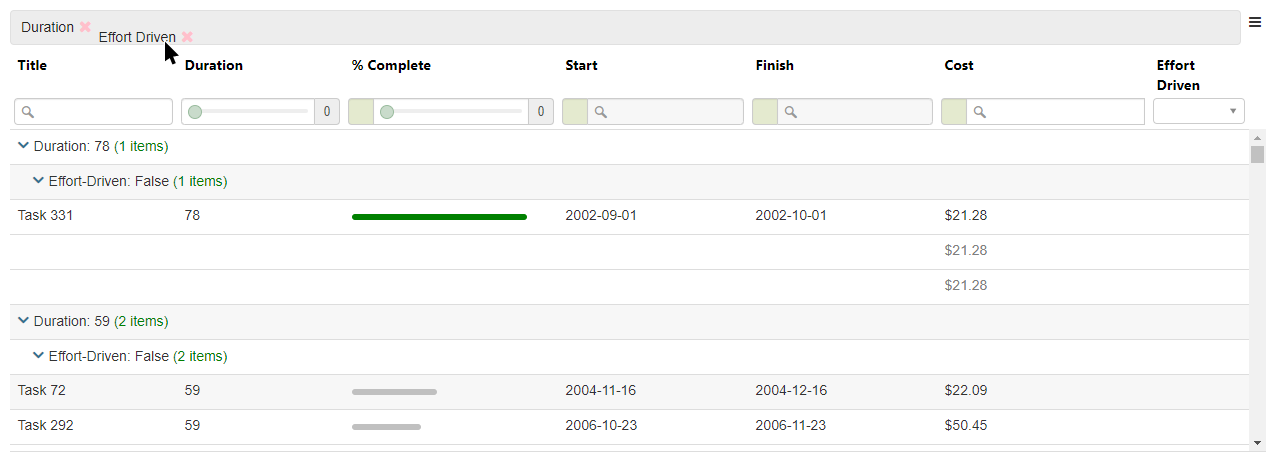 Duration
Effort Driven
Title Duration % Complete Start Finish Cost Effort Driven
0 0
Duration: 78 (1 items)
Effort-Driven: False (1 items)
Task 331 78 2002-09-01 2002-10-01 $21.28
$21.28
$21.28
Duration: 59 (2 items)
Effort-Driven: False (2 items)
Task 72 59 2004-11-16 2004-12-16 $22.09
Task 292 59 2006-10-23 2006-11-23 $50.45